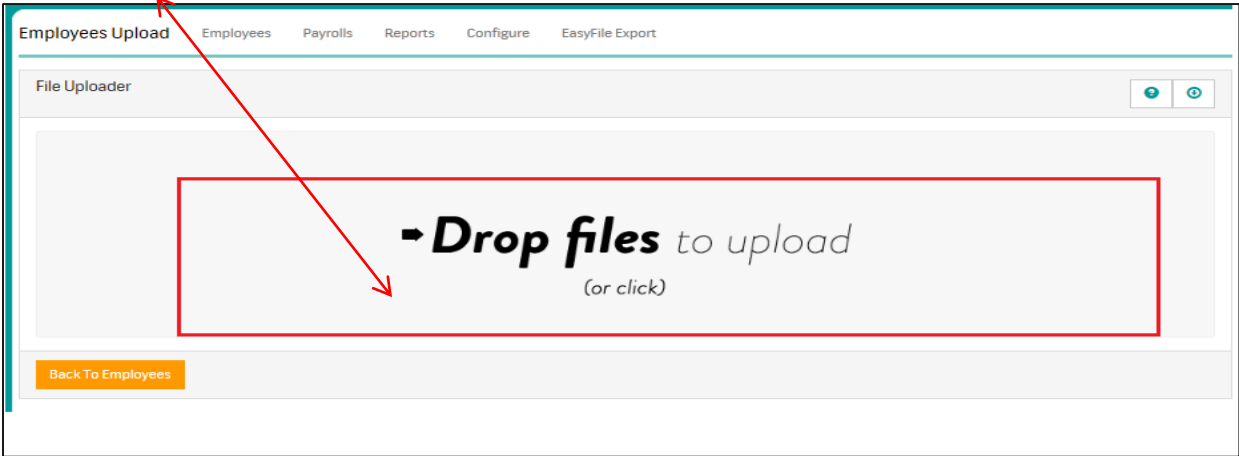 Employees Upload Employees Payrolls Reports Configure EasyFile Export
File Uploader
Drop files to upload
(or click)
Back To Employees